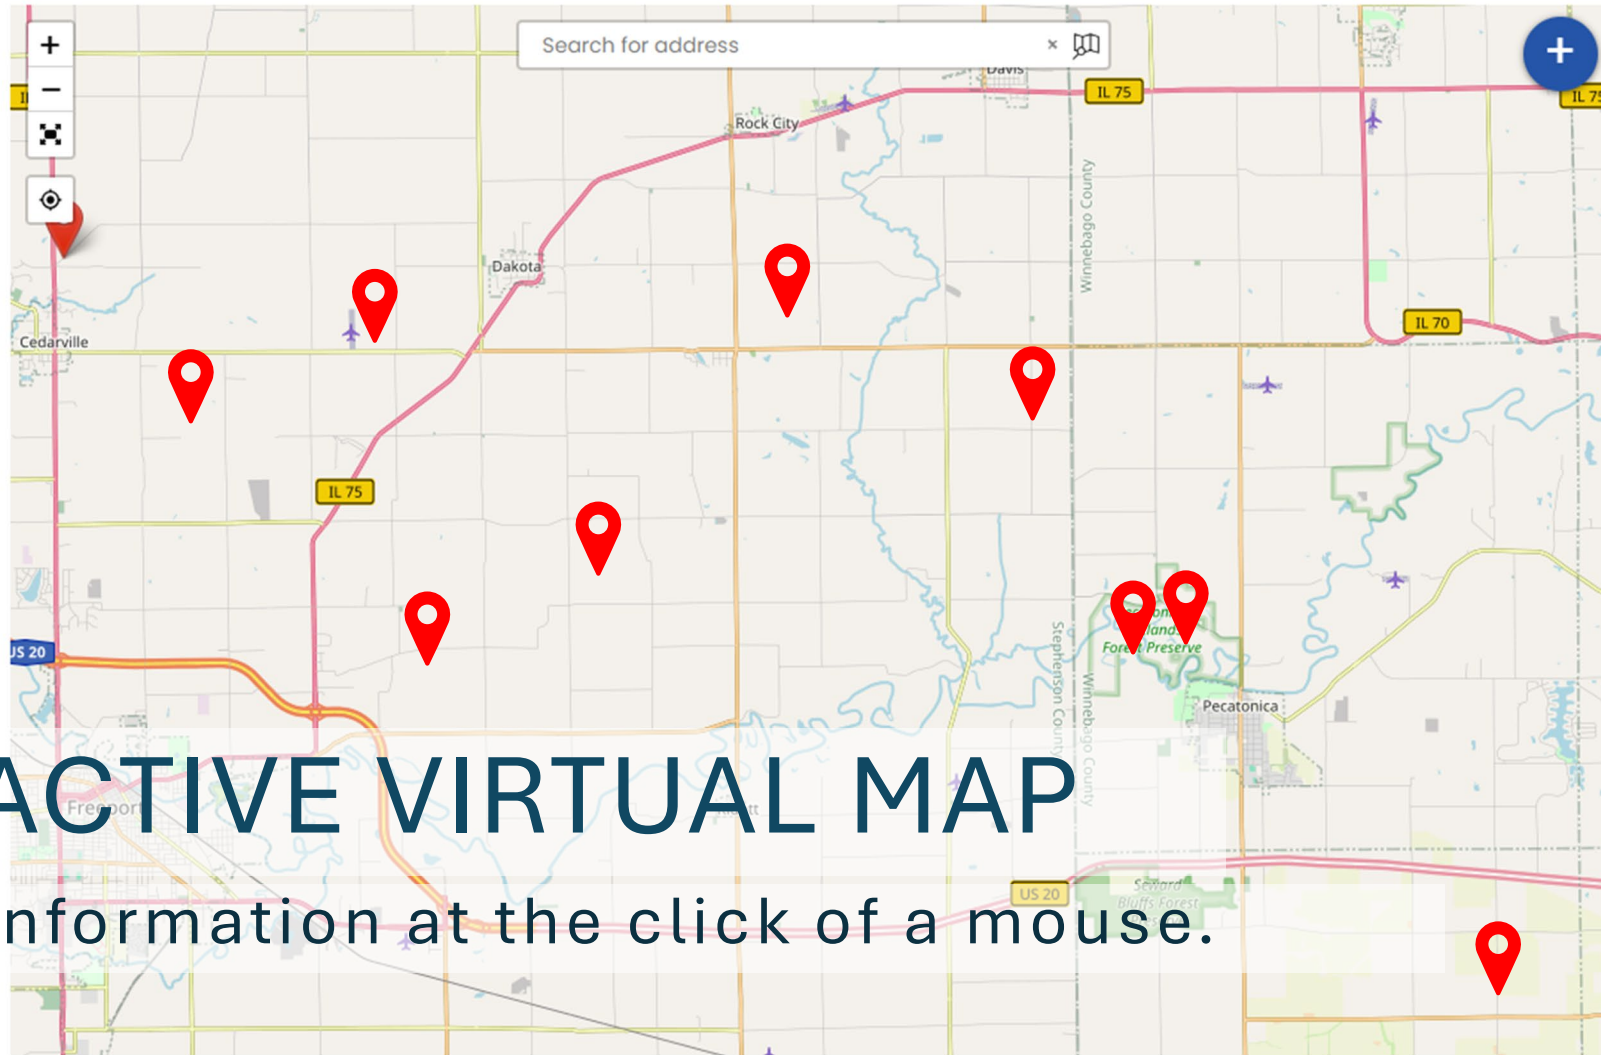 Search for address
Davis
IL 75
IL 75
Rock City
Winnebago County
Dakota
IL 70
Cedarville
IL 75
Forest Preserve
US 20
Stephenson County
Winnebago County
Pecatonica
ACTIVE VIRTUAL MAP
Freeport
US 20
Seward
Bluffs Forest
nformation at the click of a mouse.